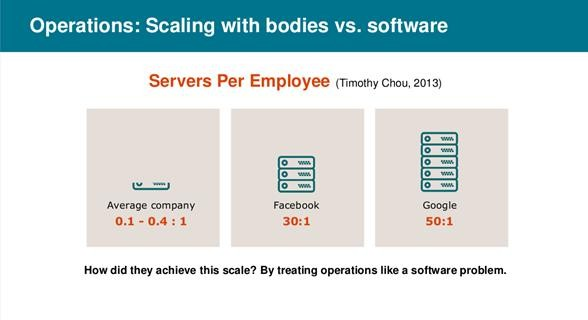 Operations: Scaling with bodies vs. software
Servers Per Employee (Timothy Chou, 2013)
Average company
0.1 - 0.4 : 1
Facebook
30:1
Google
50:1
How did they achieve this scale? By treating operations like a software problem.